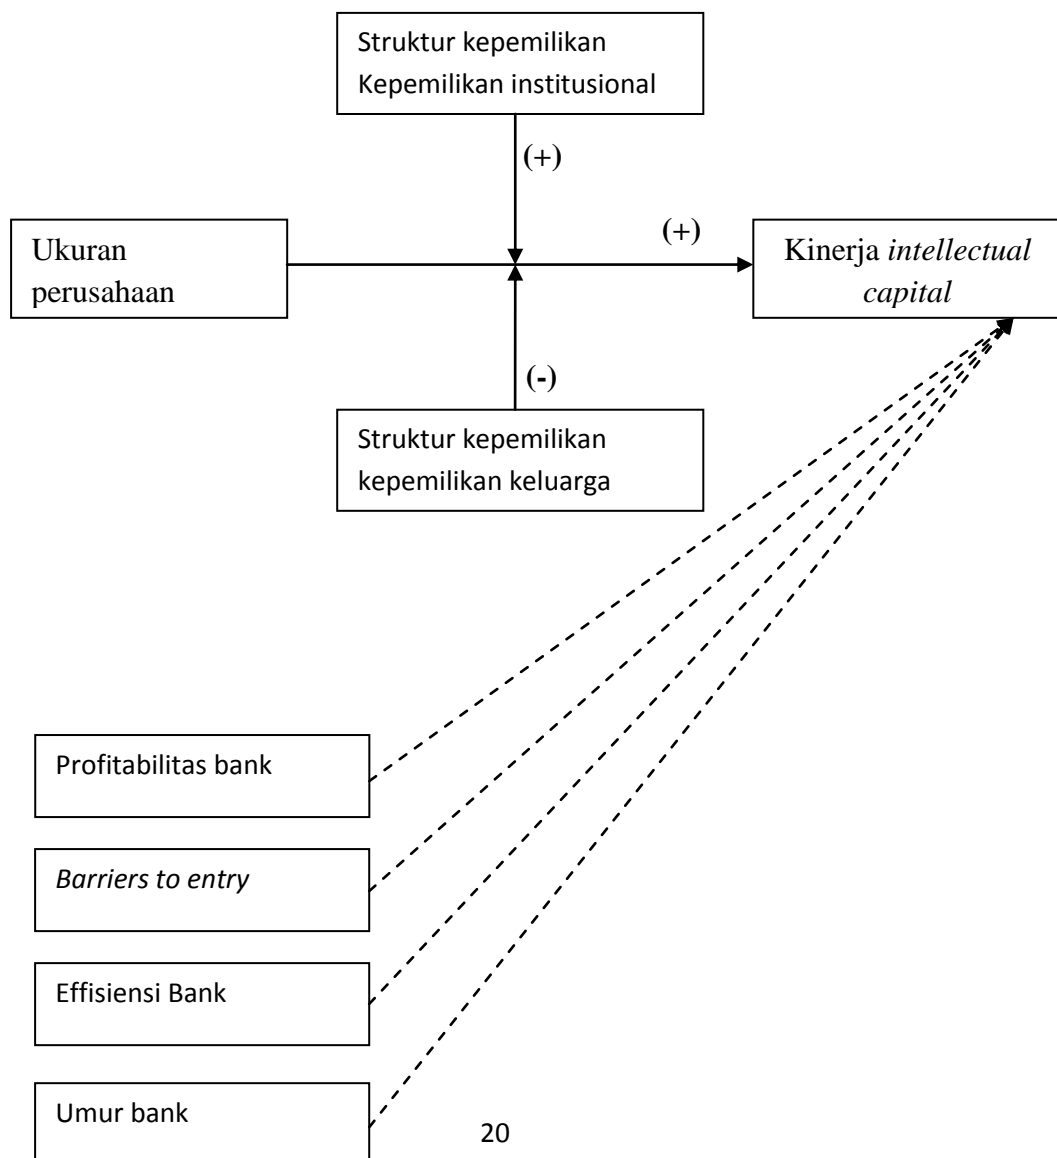 Struktur kepemilikan
Kepemilikan institusional
(+)
(+)
Ukuran
perusahaan
Kinerja intellectual
capital
(-)
Struktur kepemilikan
kepemilikan keluarga
Profitabilitas bank
Barriers to entry
Effisiensi Bank
Umur bank
20